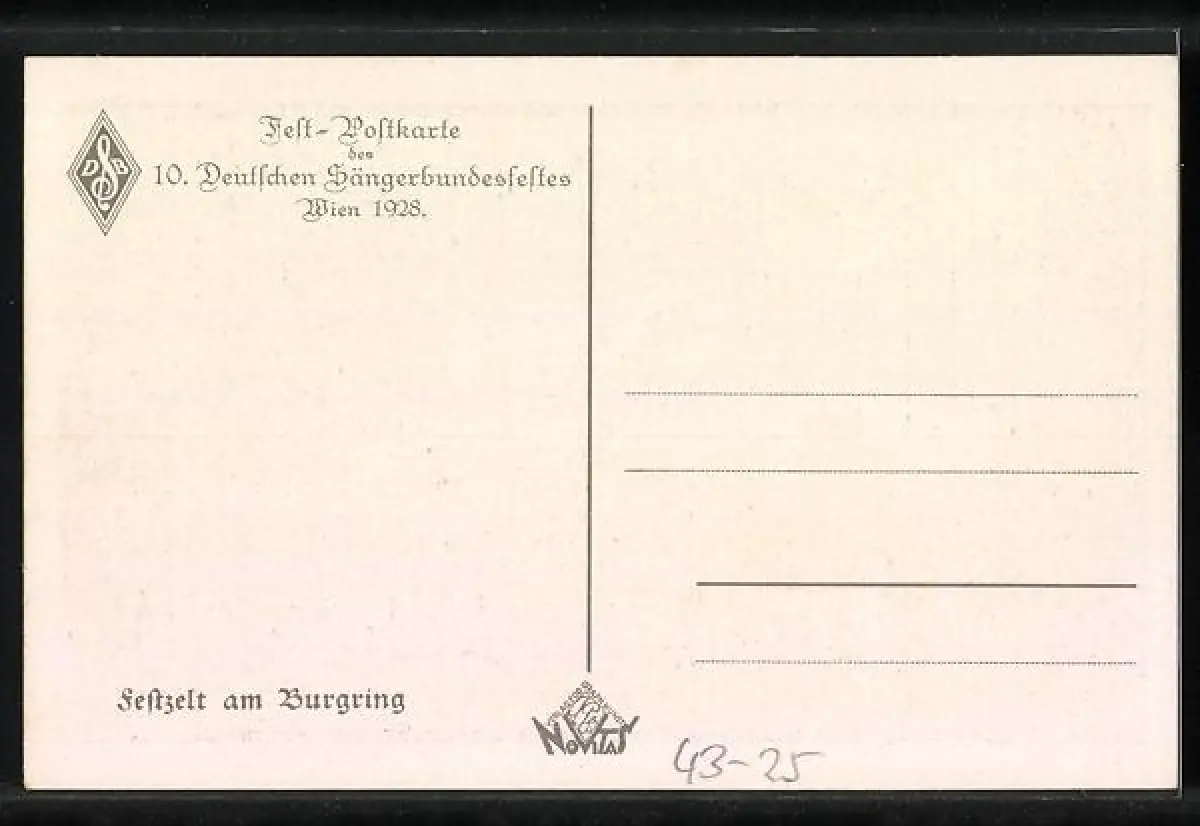 Fest-Postkarte
des
10. Deutschen Sängerbundesfestes
Wien 1928.
D S B
Festzelt am Burgring
NOVITAS
43-25